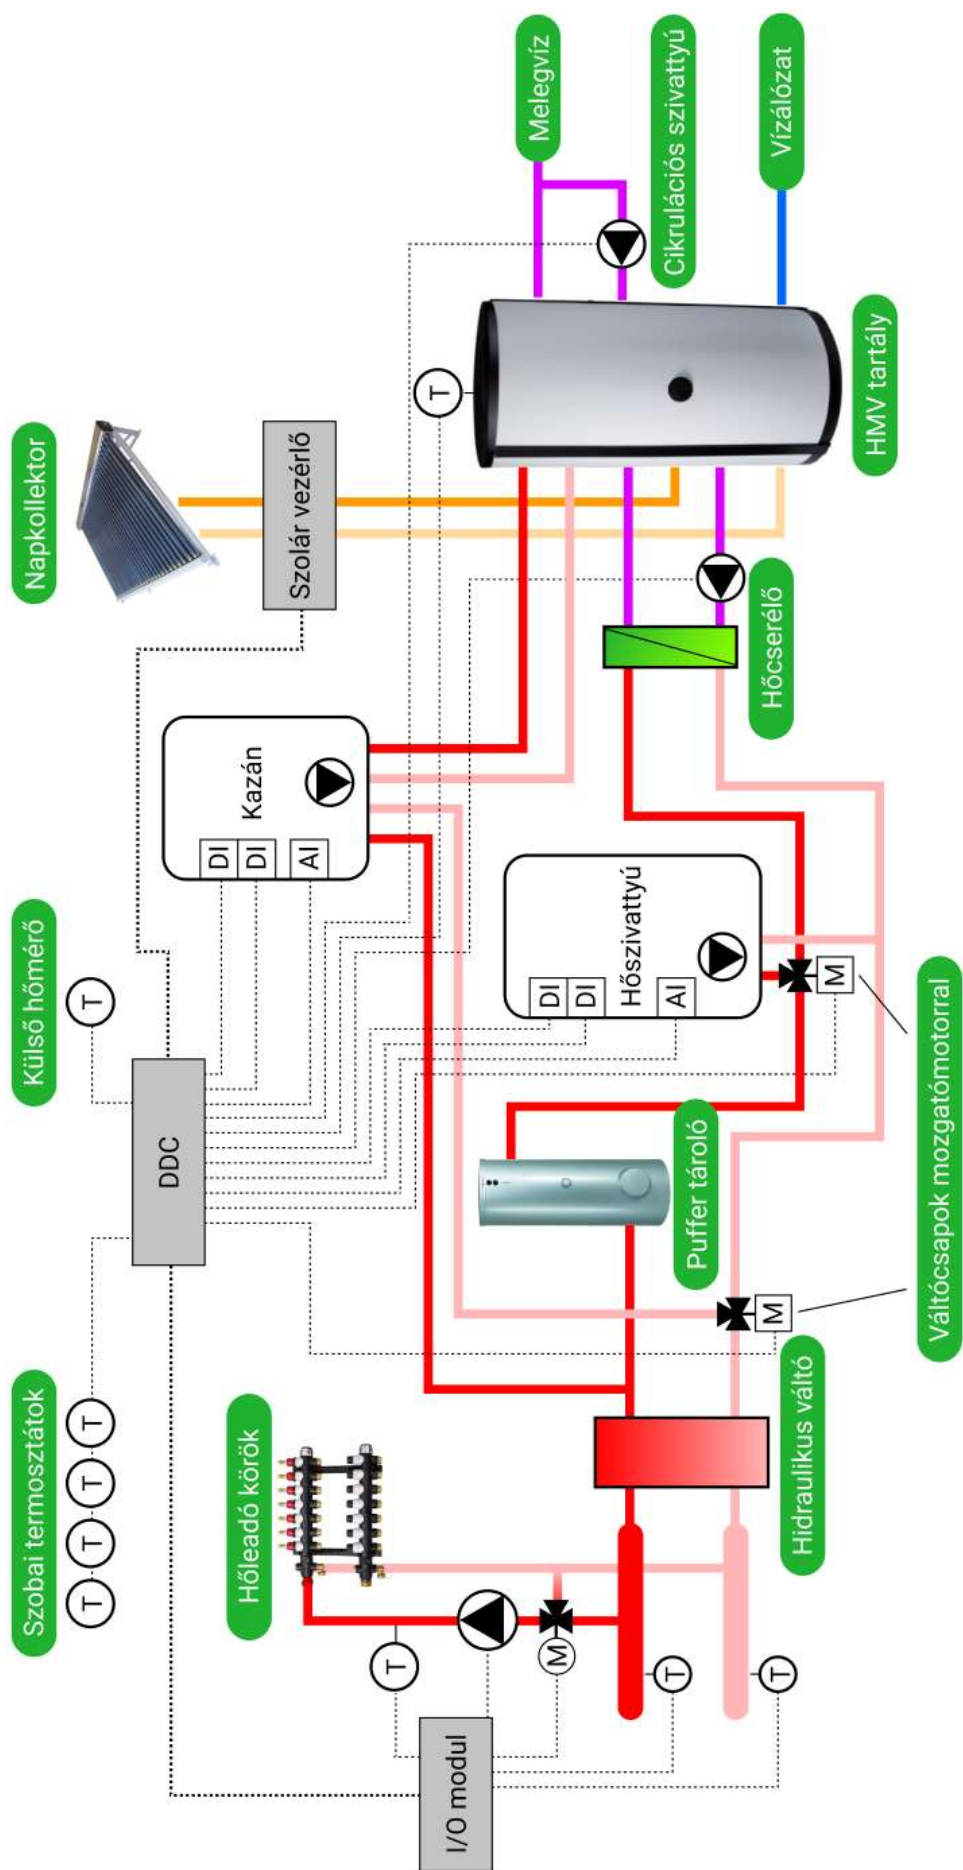 Szobai termosztátok
T
T
T
T
Külső hőmérő
T
Napkollektor
DDC
Szolár vezérlő
Kazán
DI
DI
AI
Hőleadó körök
T
Melegvíz
Cikrulációs szivattyú
Vízálózat
I/O modul
T
M
T
T
Hőszivattyú
DI
DI
AI
Puffer tároló
M
M
Hőcserélő
HMV tartály
Hidraulikus váltó
Váltócsapok mozgatómotorral